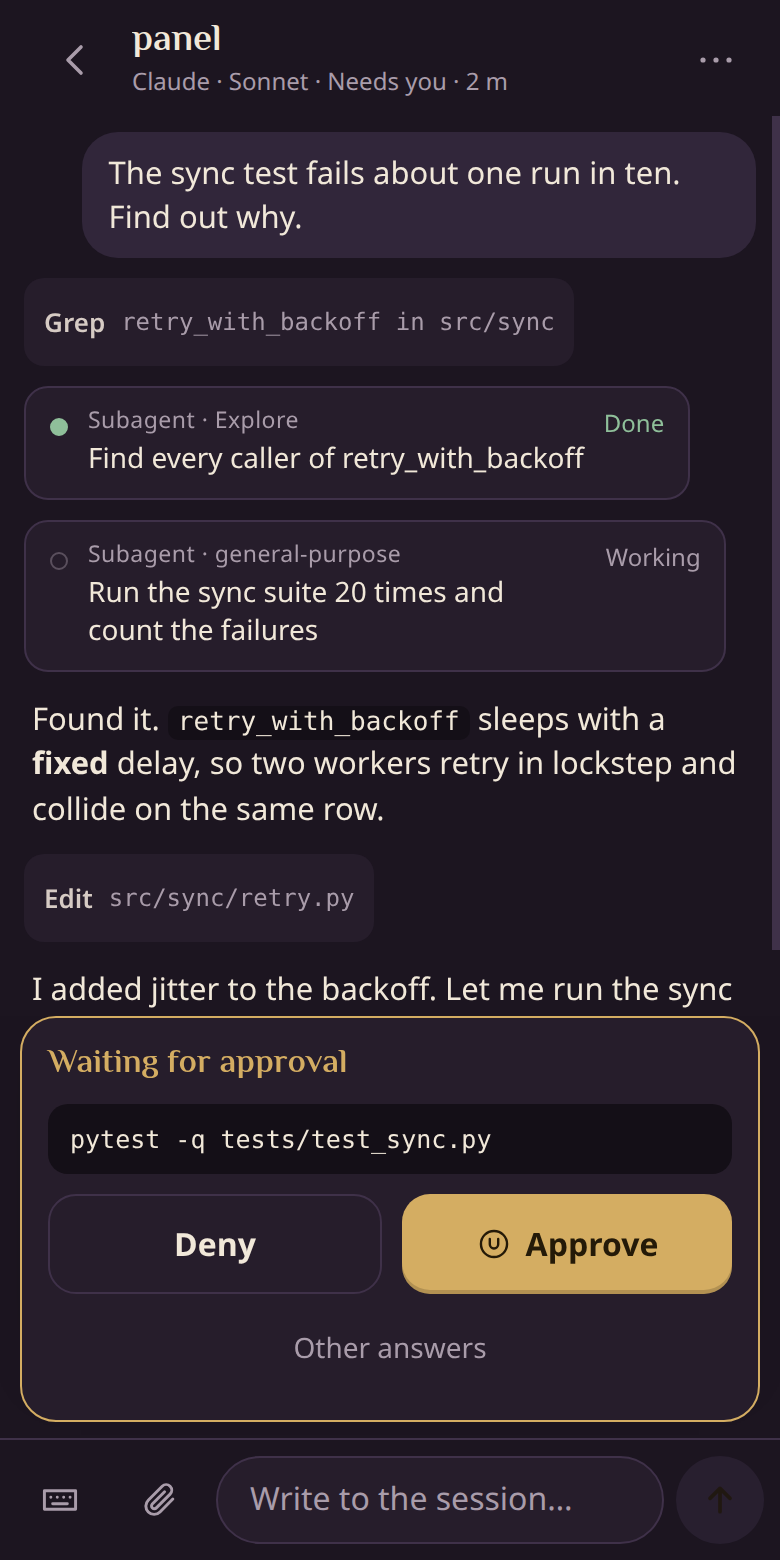 panel
Claude · Sonnet · Needs you · 2 m
The sync test fails about one run in ten.
Find out why.
Grep retry_with_backoff in src/sync
Subagent · Explore
Done
Find every caller of retry_with_backoff
Subagent · general-purpose
Working
Run the sync suite 20 times and
count the failures
Found it. retry_with_backoff sleeps with a
fixed delay, so two workers retry in lockstep and
collide on the same row.
Edit src/sync/retry.py
I added jitter to the backoff. Let me run the sync
Waiting for approval
pytest -q tests/test_sync.py
Deny
Approve
Other answers
Write to the session...